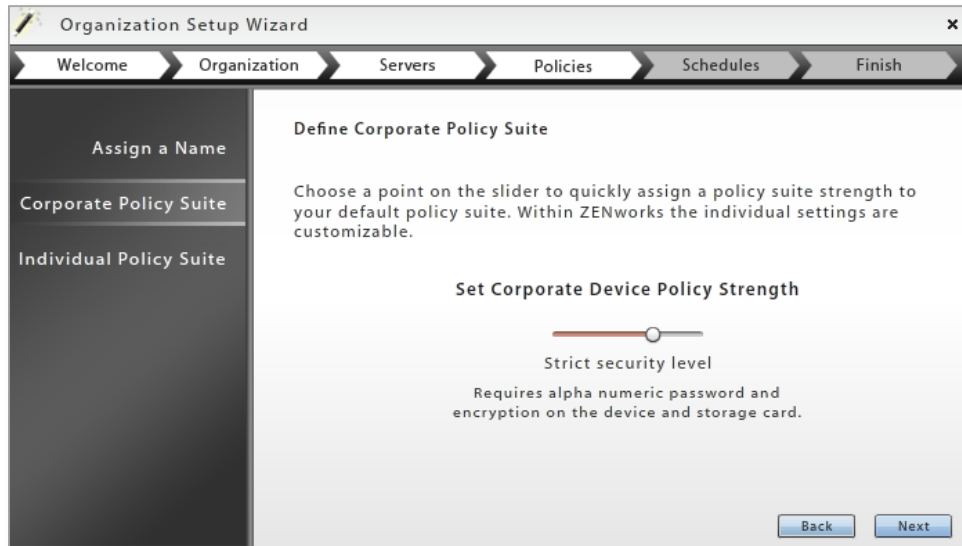 Organization Setup Wizard
Welcome
Organization
Servers
Policies
Schedules
Finish
Assign a Name
Corporate Policy Suite
Individual Policy Suite
Define Corporate Policy Suite
Choose a point on the slider to quickly assign a policy suite strength to
your default policy suite. Within ZENworks the individual settings are
customizable.
Set Corporate Device Policy Strength
Strict security level
Requires alpha numeric password and
encryption on the device and storage card.
Back
Next